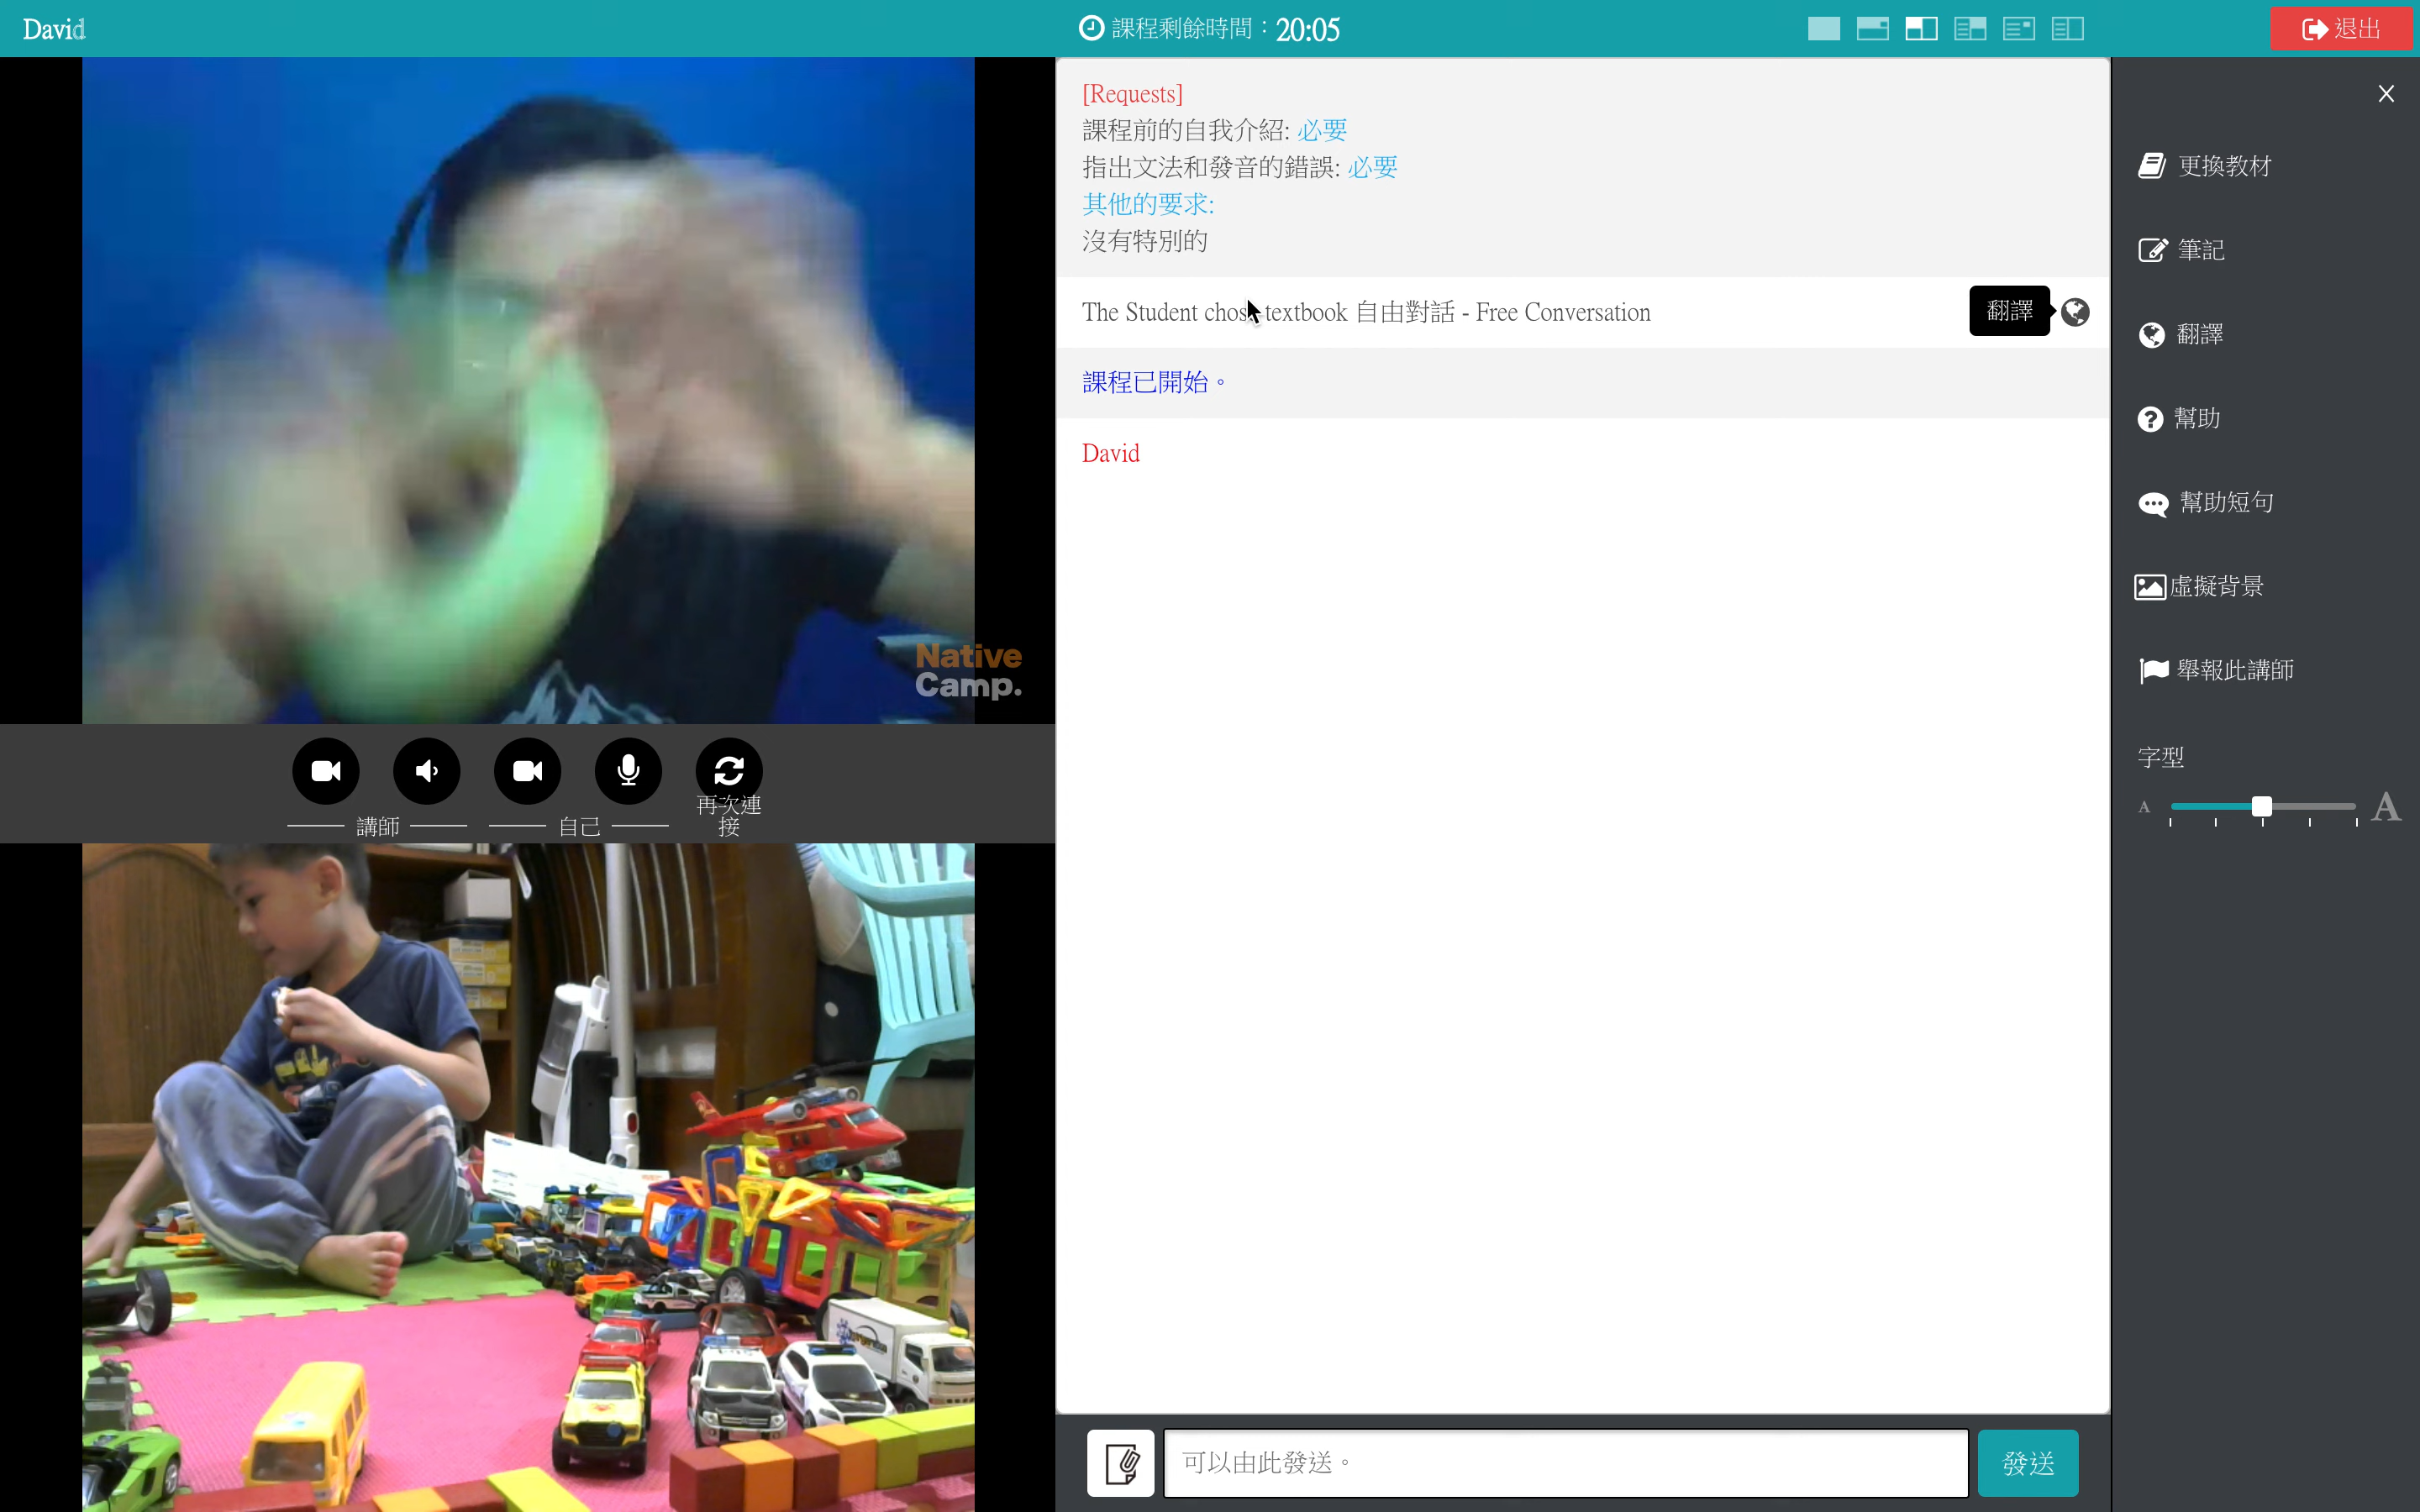 David
課程剩餘時間：20:05
退出
[Requests]
課程前的自我介紹: 必要
指出文法和發音的錯誤: 必要
其他的要求:
沒有特別的
The Student chose textbook 自由對話 - Free Conversation
翻譯
課程已開始。
David
Native
Camp.
講師
自己
再次連
接
更換教材
筆記
翻譯
幫助
幫助短句
虛擬背景
舉報此講師
字型
A
A
可以由此發送。
發送